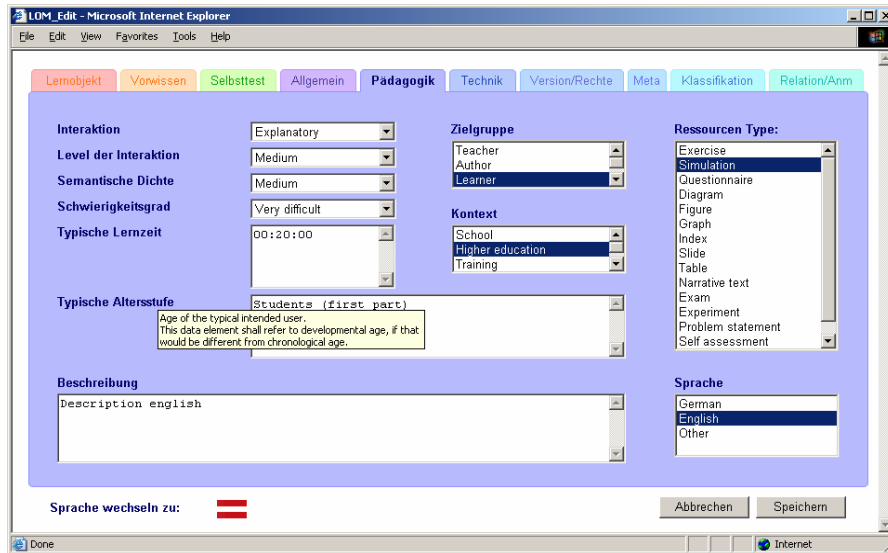 LOM_Edit - Microsoft Internet Explorer
File Edit View Favorites Tools Help
Lernobjekt Vorwissen Selbsttest Allgemein Pädagogik Technik Version/Rechte Meta Klassifikation Relation/Anm
Interaktion
Explanatory
Level der Interaktion
Medium
Semantische Dichte
Medium
Schwierigkeitsgrad
Very difficult
Typische Lernzeit
00:20:00
Zielgruppe
Teacher
Author
Learner
Kontext
School
Higher education
Training
Ressourcen Type:
Exercise
Simulation
Questionnaire
Diagram
Figure
Graph
Index
Slide
Table
Narrative text
Exam
Experiment
Problem statement
Self assessment
Typische Altersstufe
Students (first part)
Age of the typical intended user.
This data element shall refer to developmental age, if that
would be different from chronological age.
Beschreibung
Description english
Sprache
German
English
Other
Sprache wechseln zu:
Abbrechen Speichern
Done
Internet